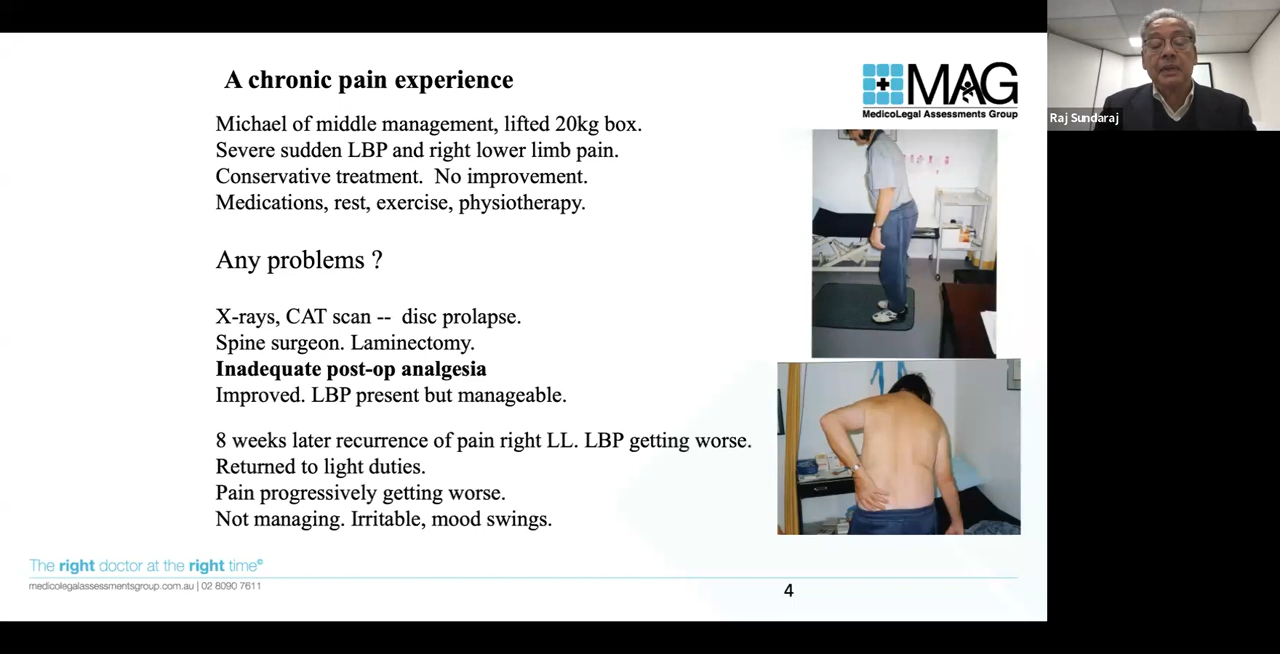 A chronic pain experience
MAG
MedicoLegal Assessments Group
Raj Sundaraj
Michael of middle management, lifted 20kg box.
Severe sudden LBP and right lower limb pain.
Conservative treatment. No improvement.
Medications, rest, exercise, physiotherapy.
Any problems ?
X-rays, CAT scan -- disc prolapse.
Spine surgeon. Laminectomy.
Inadequate post-op analgesia
Improved. LBP present but manageable.
8 weeks later recurrence of pain right LL. LBP getting worse.
Returned to light duties.
Pain progressively getting worse.
Not managing. Irritable, mood swings.
The right doctor at the right time©
medicolegalassessmentsgroup.com.au | 02 8090 7611
4